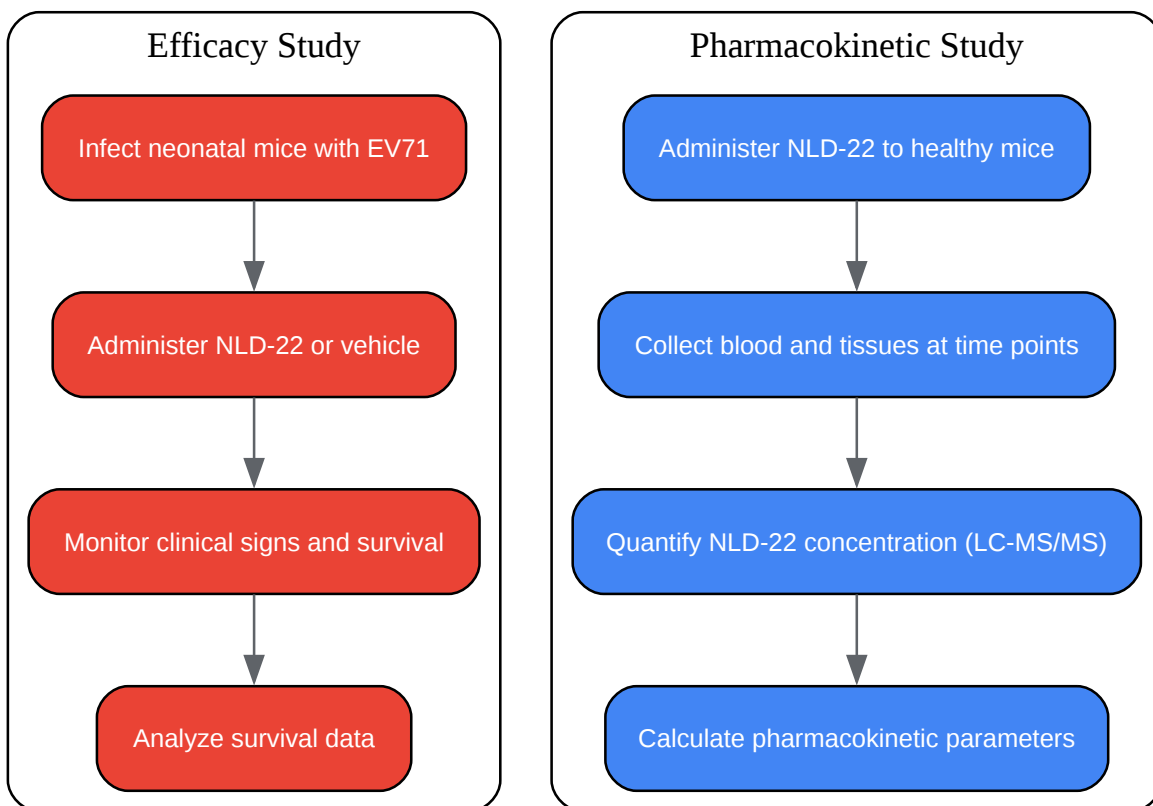 Efficacy Study
Infect neonatal mice with EV71
Administer NLD-22 or vehicle
Monitor clinical signs and survival
Analyze survival data
Pharmacokinetic Study
Administer NLD-22 to healthy mice
Collect blood and tissues at time points
Quantify NLD-22 concentration (LC-MS/MS)
Calculate pharmacokinetic parameters